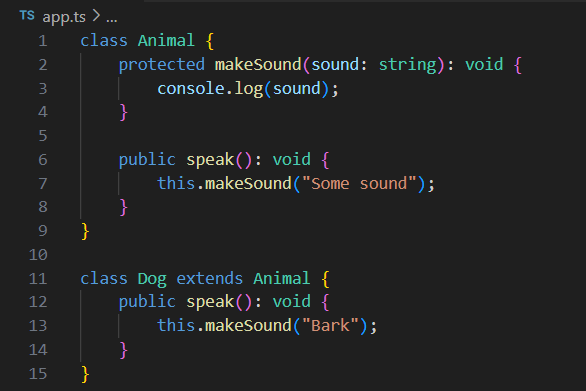 TS app.ts > ...
1 class Animal {
2     protected makeSound(sound: string): void {
3         console.log(sound);
4     }
5
6     public speak(): void {
7         this.makeSound("Some sound");
8     }
9 }
10
11 class Dog extends Animal {
12     public speak(): void {
13         this.makeSound("Bark");
14     }
15 }